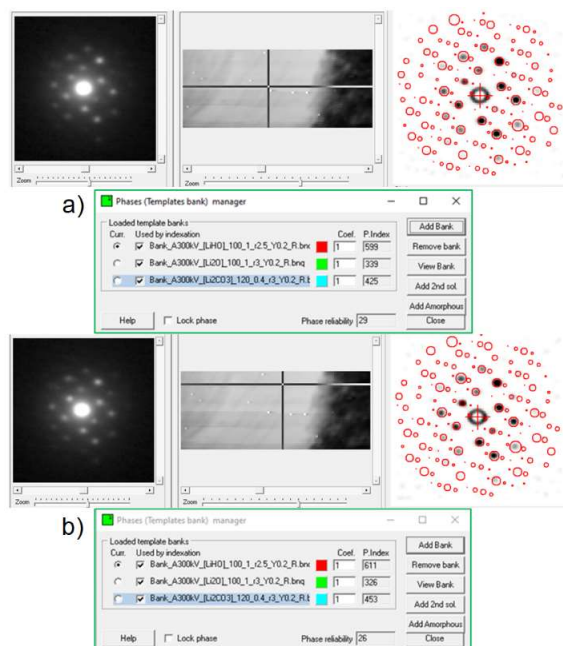 Zoom
Zoom
a)
Phases (Templates bank) manager
Loaded template banks
Curr. Used by indexation Coef. P.Index
Bank_A300kV_[LiHO]_100_1_r2.5_Y0.2_R.bnq 1 599
Bank_A300kV_[Li2O]_100_1_r3_Y0.2_R.bnq 1 339
Bank_A300kV_[Li2CO3]_120_0.4_r3_Y0.2_R.b 1 425
Add Bank
Remove bank
View Bank
Add 2nd sol.
Add Amorphous
Help Lock phase Phase reliability 29 Close
Zoom
Zoom
b)
Phases (Templates bank) manager
Loaded template banks
Curr. Used by indexation Coef. P.Index
Bank_A300kV_[LiHO]_100_1_r2.5_Y0.2_R.bnq 1 611
Bank_A300kV_[Li2O]_100_1_r3_Y0.2_R.bnq 1 326
Bank_A300kV_[Li2CO3]_120_0.4_r3_Y0.2_R.b 1 453
Add Bank
Remove bank
View Bank
Add 2nd sol.
Add Amorphous
Help Lock phase Phase reliability 26 Close